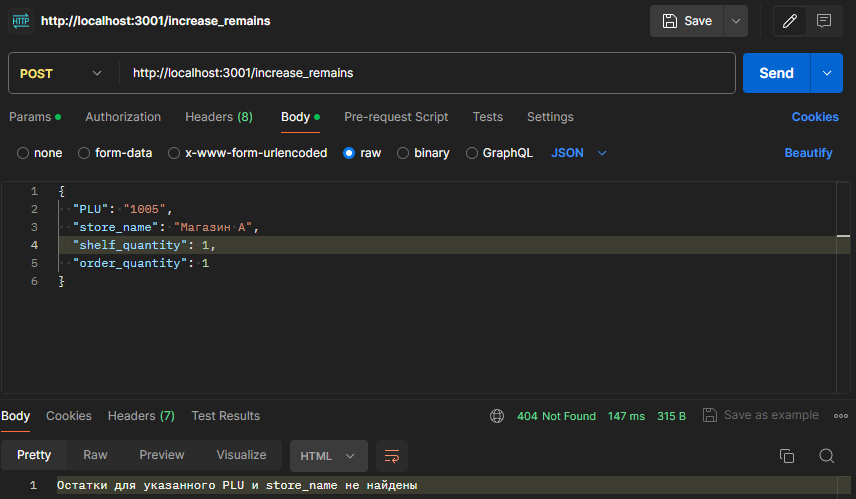 HTTP http://localhost:3001/increase_remains Save
POST http://localhost:3001/increase_remains Send
Params Authorization Headers (8) Body Pre-request Script Tests Settings Cookies
none form-data x-www-form-urlencoded raw binary GraphQL JSON Beautify
1 {
2 "PLU": "1005",
3 "store_name": "Магазин А",
4 "shelf_quantity": 1,
5 "order_quantity": 1
6 }
Body Cookies Headers (7) Test Results 404 Not Found 147 ms 315 B Save as example
Pretty Raw Preview Visualize HTML
1 Остатки для указанного PLU и store_name не найдены